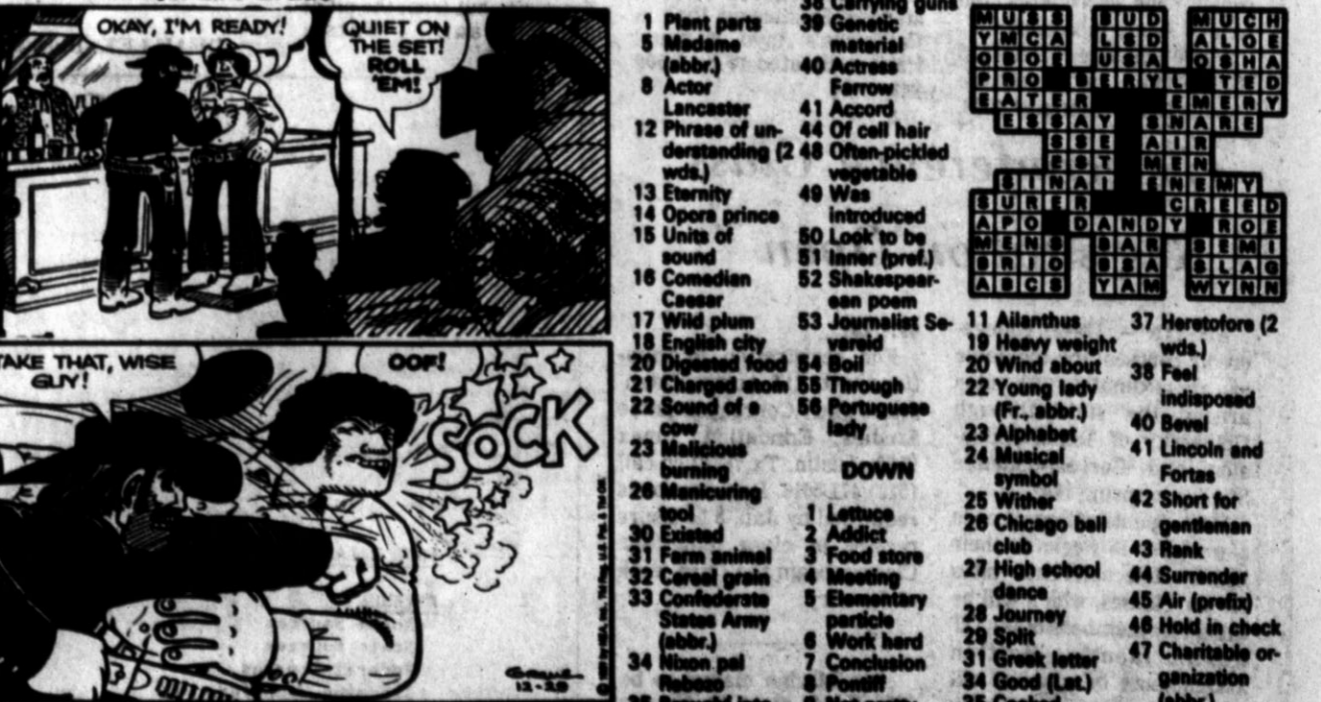 OKAY, I'M READY!
QUIET ON
THE SET!
ROLL
'EM!
TAKE THAT, WISE
GUY!
OOF!
SOCK
12-29
1 Plant parts
5 Madame
(abbr.)
8 Actor
Lancaster
12 Phrase of un-
derstanding (2
wds.)
13 Eternity
14 Opera prince
15 Units of
sound
16 Comedian
Caesar
17 Wild plum
18 English city
20 Digested food
21 Charged atom
22 Sound of a
cow
23 Malicious
burning
26 Manicuring
tool
30 Existed
31 Farm animal
32 Cereal grain
33 Confederate
States Army
(abbr.)
34 Nixon pal
Rebozo
38 Carrying guns
39 Genetic
material
40 Actress
Farrow
41 Accord
44 Of cell hair
48 Often-pickled
vegetable
49 Was
introduced
50 Look to be
51 Inner (pref.)
52 Shakespear-
ean poem
53 Journalist Se-
vareid
54 Boil
55 Through
56 Portuguese
lady
DOWN
1 Lettuce
2 Addict
3 Food store
4 Meeting
5 Elementary
particle
6 Work hard
7 Conclusion
8 Pontiff
MUSS BUD MUCH
YMCA LSD ALOE
OBOE USA OSHA
PRO BERYL TED
EATER EMERY
ESSAY SNARE
SSE AIR
EST MEN
SINAI ENEMY
SURER CREED
APO DANDY ROE
MENS BAR SEMI
BRIO BSA SLAG
ABCS YAM WYNN
11 Ailanthus
19 Heavy weight
20 Wind about
22 Young lady
(Fr., abbr.)
23 Alphabet
24 Musical
symbol
25 Wither
26 Chicago ball
club
27 High school
dance
28 Journey
29 Split
31 Greek letter
34 Good (Lat.)
37 Heretofore (2
wds.)
38 Feel
indisposed
40 Bevel
41 Lincoln and
Fortas
42 Short for
gentleman
43 Rank
44 Surrender
45 Air (prefix)
46 Hold in check
47 Charitable or-
ganization
(abbr.)